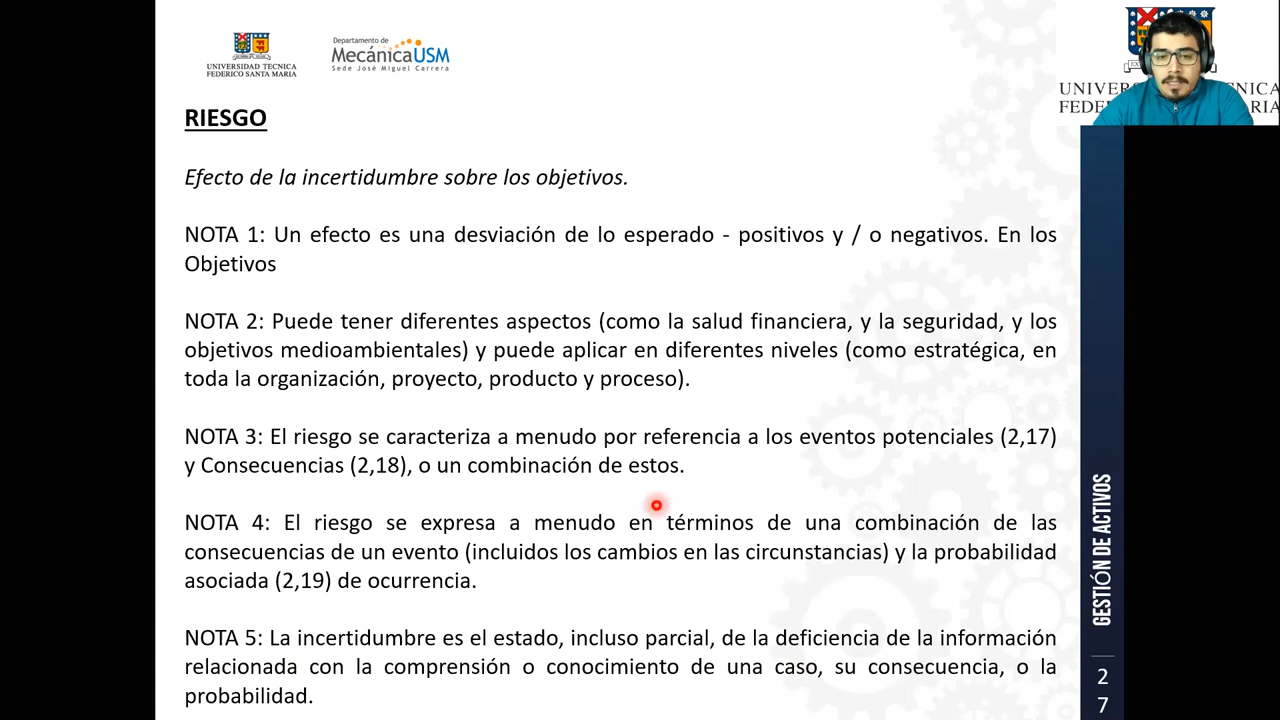 UNIVERSIDAD TECNICA
FEDERICO SANTA MARIA
Departamento de
MecánicaUSM
Sede José Miguel Carrera
RIESGO
Efecto de la incertidumbre sobre los objetivos.
NOTA 1: Un efecto es una desviación de lo esperado - positivos y / o negativos. En los
Objetivos
NOTA 2: Puede tener diferentes aspectos (como la salud financiera, y la seguridad, y los
objetivos medioambientales) y puede aplicar en diferentes niveles (como estratégica, en
toda la organización, proyecto, producto y proceso).
NOTA 3: El riesgo se caracteriza a menudo por referencia a los eventos potenciales (2,17)
y Consecuencias (2,18), o un combinación de estos.
NOTA 4: El riesgo se expresa a menudo en términos de una combinación de las
consecuencias de un evento (incluidos los cambios en las circunstancias) y la probabilidad
asociada (2,19) de ocurrencia.
NOTA 5: La incertidumbre es el estado, incluso parcial, de la deficiencia de la información
relacionada con la comprensión o conocimiento de una caso, su consecuencia, o la
probabilidad.
GESTIÓN DE ACTIVOS
2
7